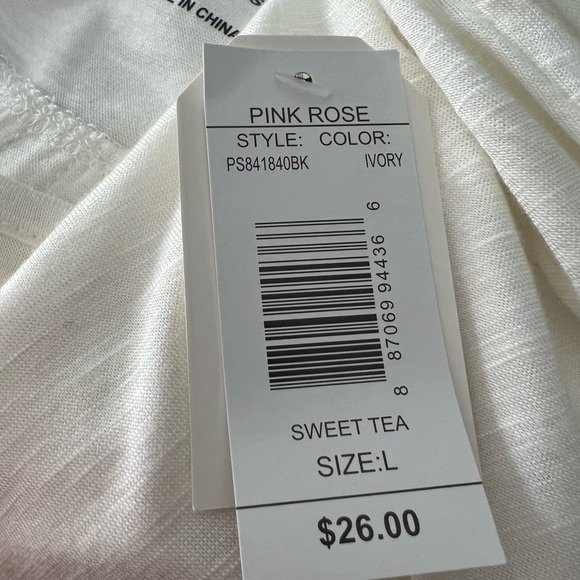 IN CHINA
PINK ROSE
STYLE: COLOR:
PS841840BK IVORY
8 87069 94436 6
SWEET TEA
SIZE:L
$26.00